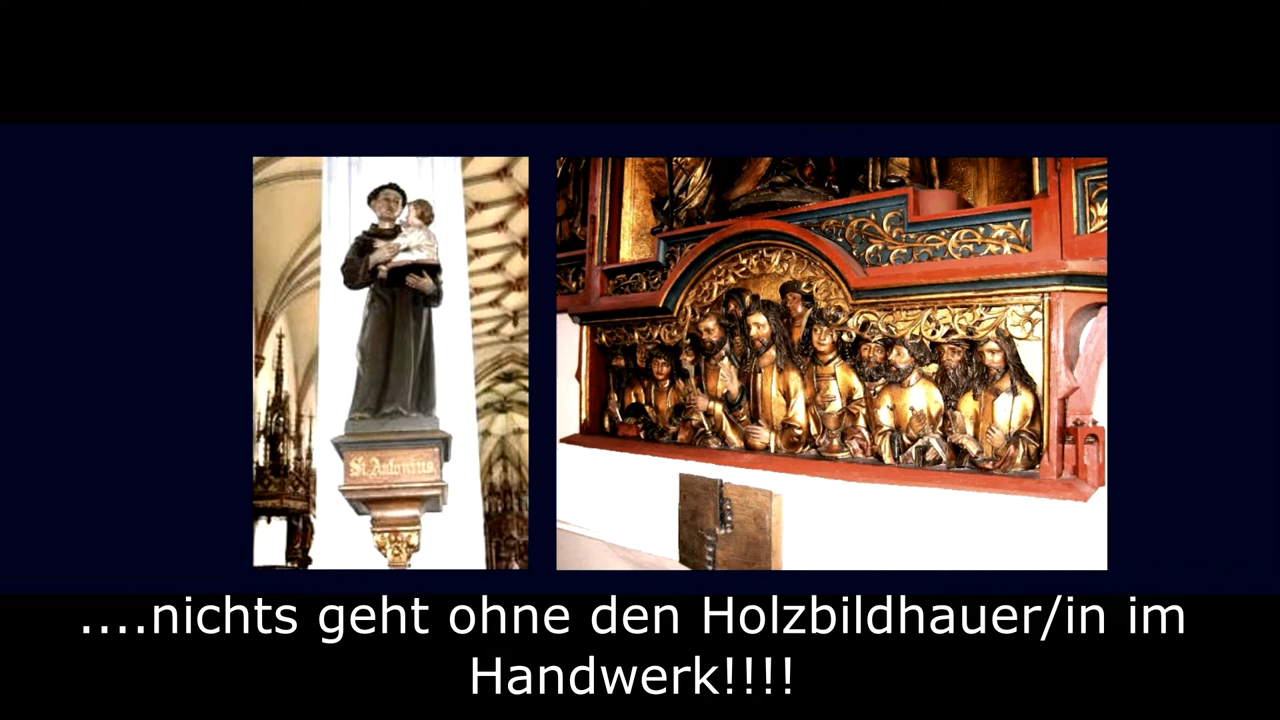 St. Antonius
....nichts geht ohne den Holzbildhauer/in im
Handwerk!!!!